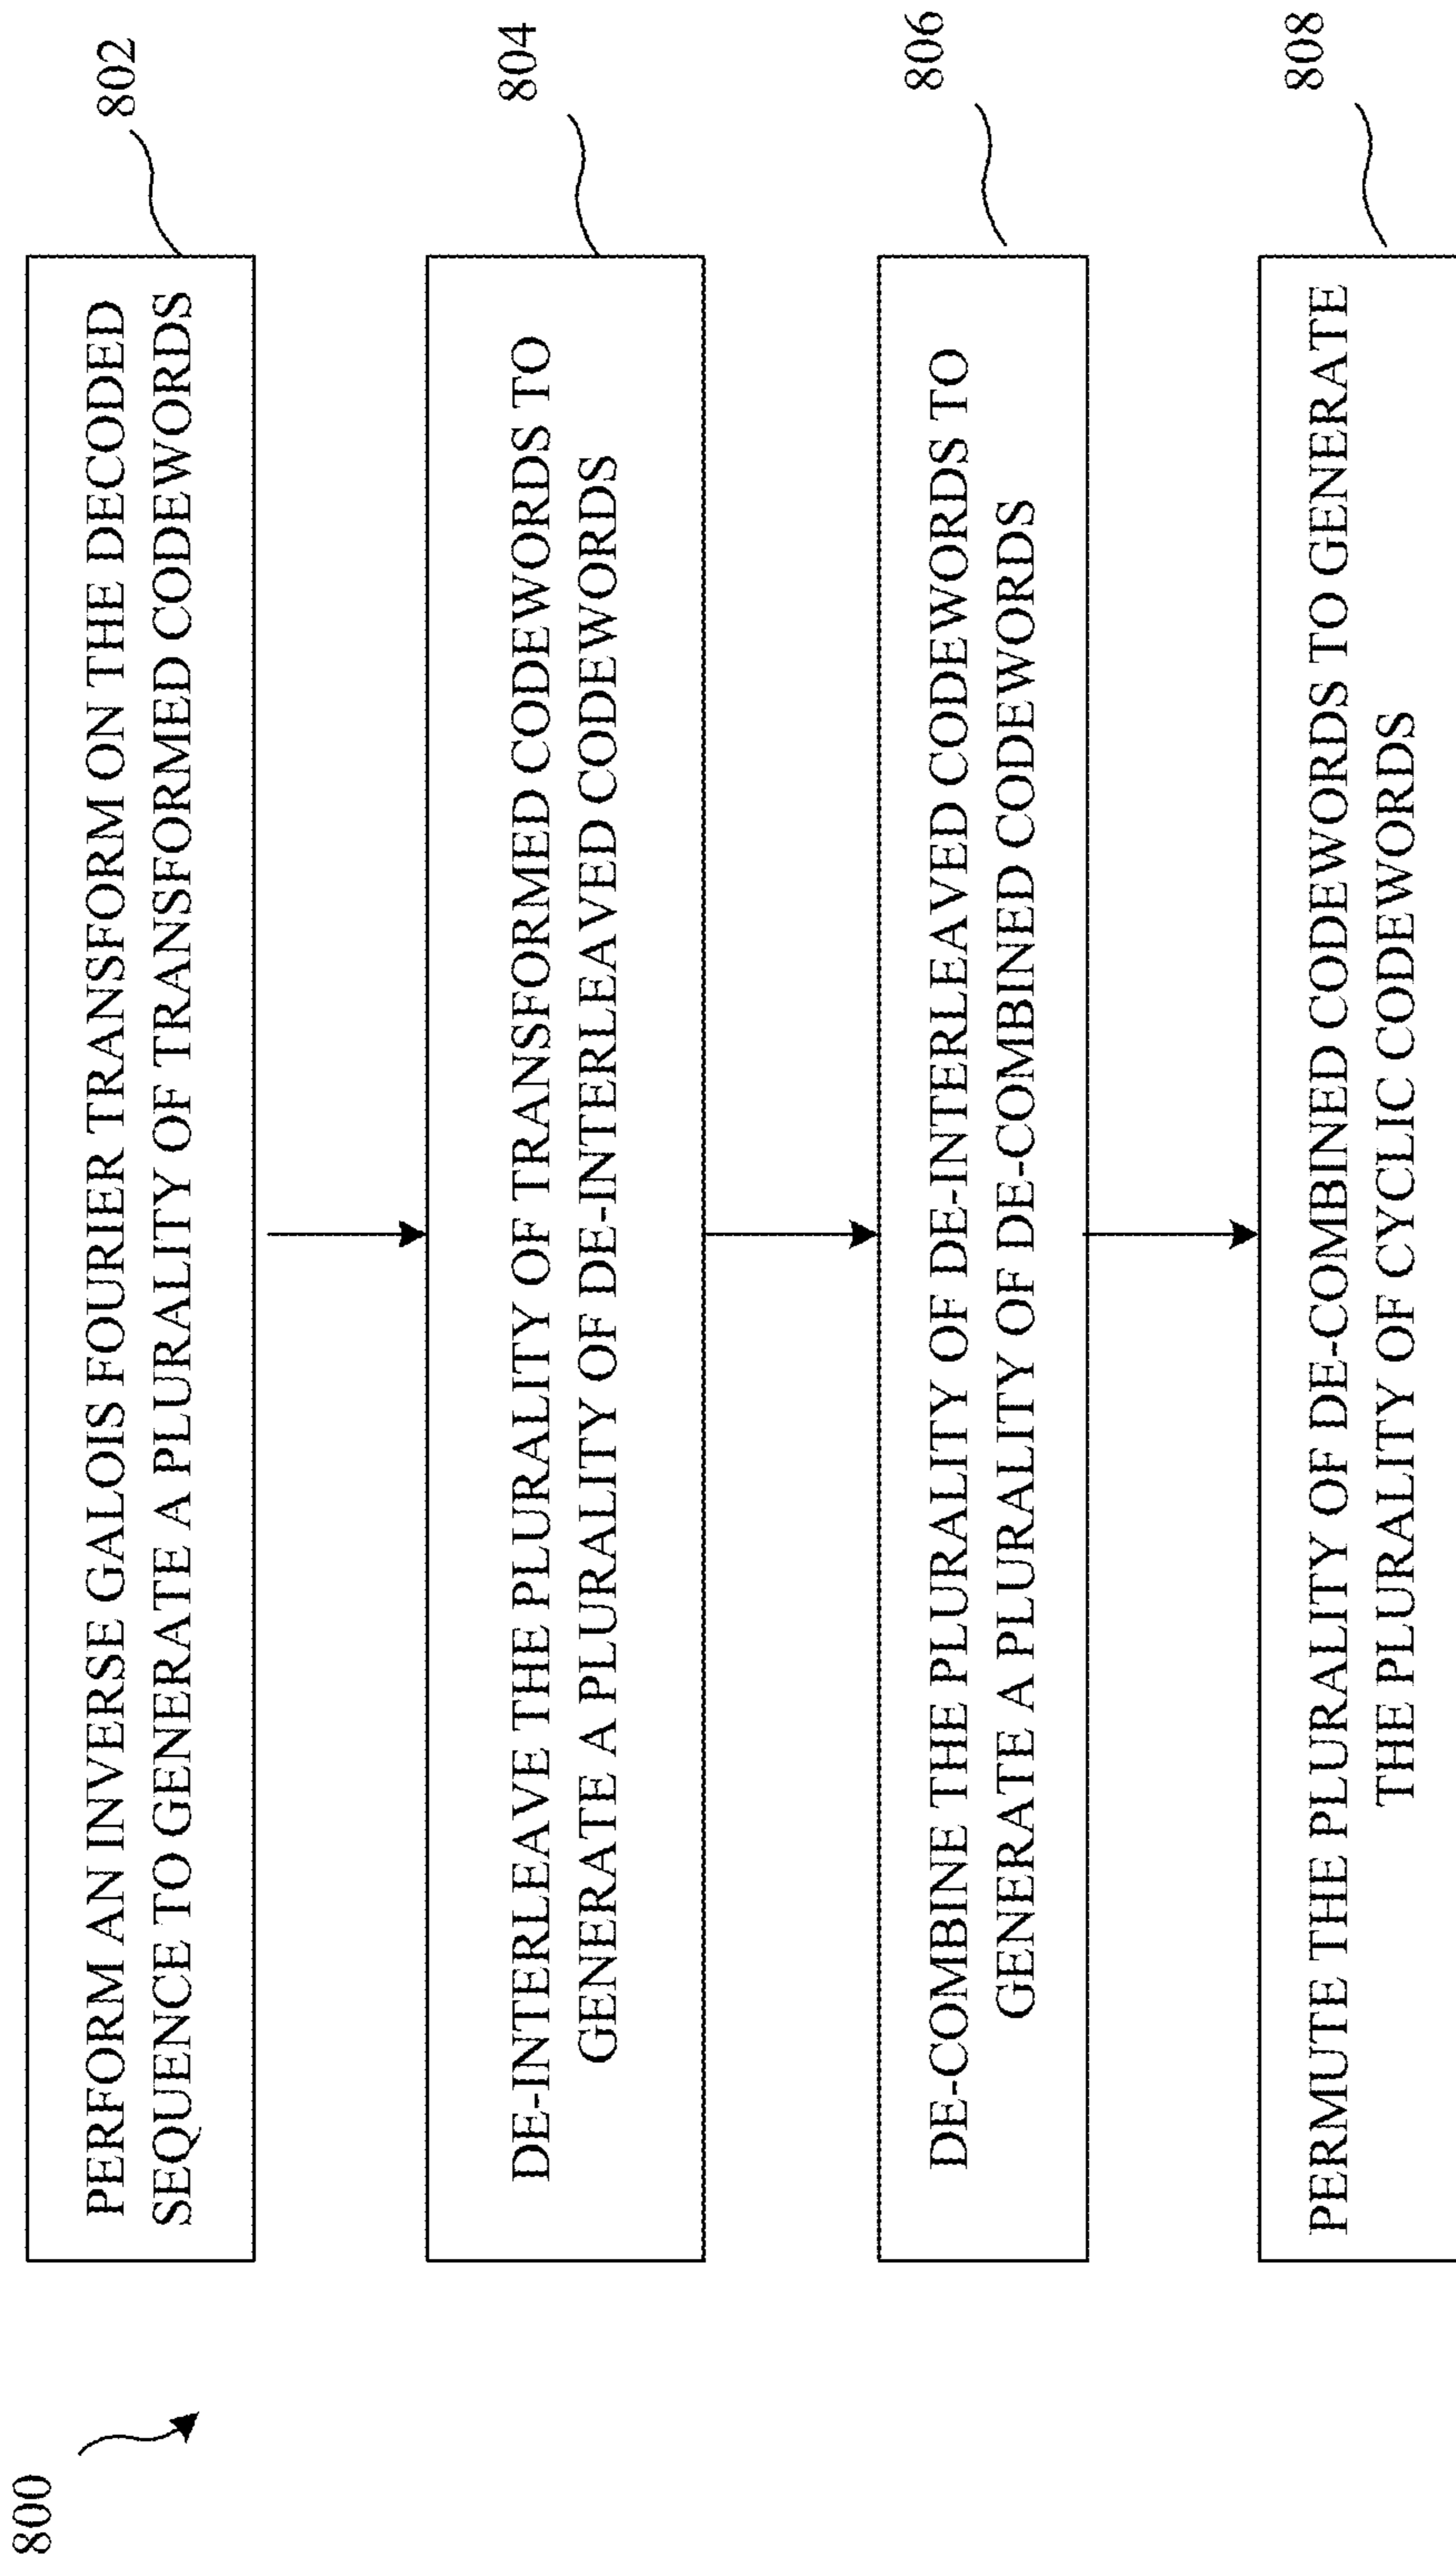 800
PERFORM AN INVERSE GALOIS FOURIER TRANSFORM ON THE DECODED
SEQUENCE TO GENERATE A PLURALITY OF TRANSFORMED CODEWORDS
802
DE-INTERLEAVE THE PLURALITY OF TRANSFORMED CODEWORDS TO
GENERATE A PLURALITY OF DE-INTERLEAVED CODEWORDS
804
DE-COMBINE THE PLURALITY OF DE-INTERLEAVED CODEWORDS TO
GENERATE A PLURALITY OF DE-COMBINED CODEWORDS
806
PERMUTE THE PLURALITY OF DE-COMBINED CODEWORDS TO GENERATE
THE PLURALITY OF CYCLIC CODEWORDS
808